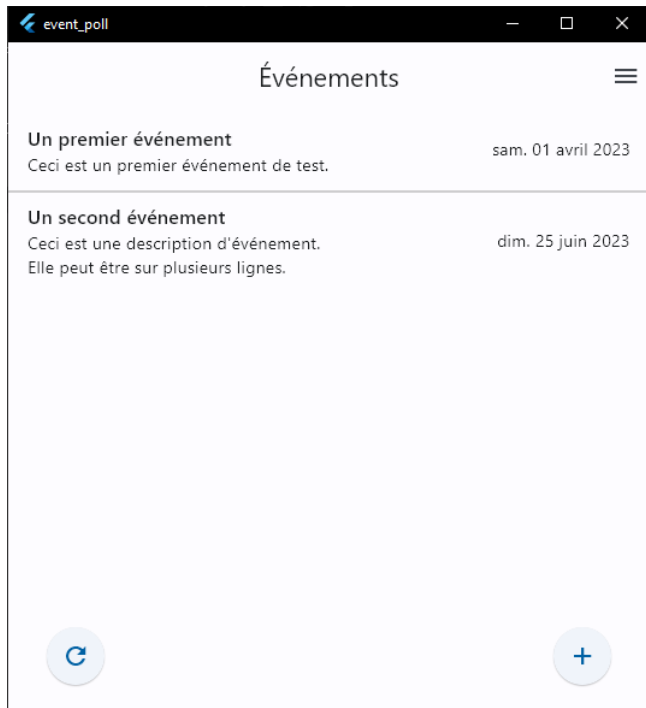 event_poll
Événements
Un premier événement
Ceci est un premier événement de test.
sam. 01 avril 2023
Un second événement
Ceci est une description d'événement.
Elle peut être sur plusieurs lignes.
dim. 25 juin 2023